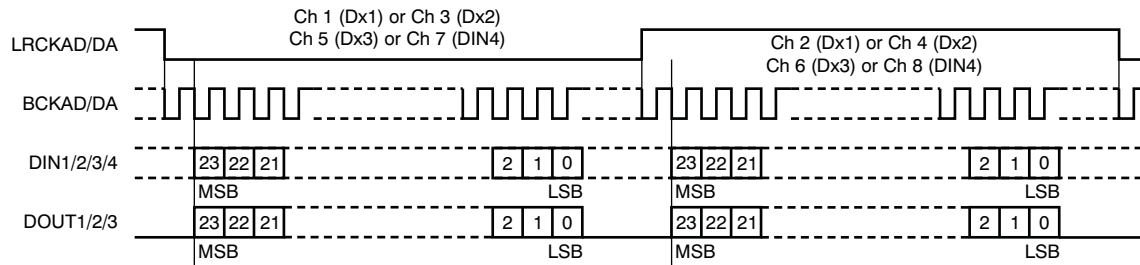 Ch 1 (Dx1) or Ch 3 (Dx2)
Ch 5 (Dx3) or Ch 7 (DIN4)
LRCKAD/DA
Ch 2 (Dx1) or Ch 4 (Dx2)
Ch 6 (Dx3) or Ch 8 (DIN4)
BCKAD/DA
DIN1/2/3/4 23 22 21 2 1 0 23 22 21 2 1 0
MSB LSB MSB LSB
DOUT1/2/3 23 22 21 2 1 0 23 22 21 2 1 0
MSB LSB MSB LSB